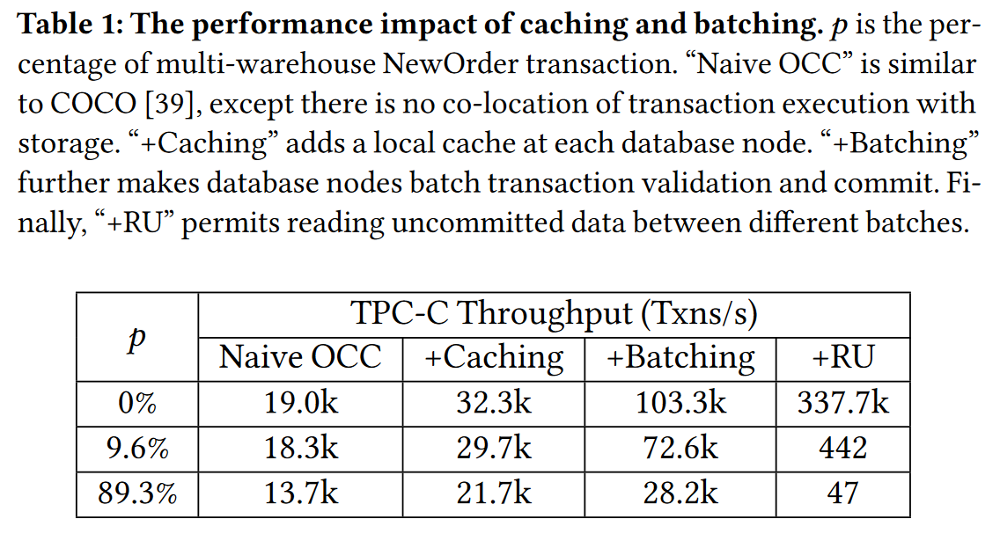 Table 1: The performance impact of caching and batching. p is the per-
centage of multi-warehouse NewOrder transaction. “Naive OCC” is similar
to COCO [39], except there is no co-location of transaction execution with
storage. “+Caching” adds a local cache at each database node. “+Batching”
further makes database nodes batch transaction validation and commit. Fi-
nally, “+RU” permits reading uncommitted data between different batches.
p TPC-C Throughput (Txns/s)
Naive OCC +Caching +Batching +RU
0% 19.0k 32.3k 103.3k 337.7k
9.6% 18.3k 29.7k 72.6k 442
89.3% 13.7k 21.7k 28.2k 47